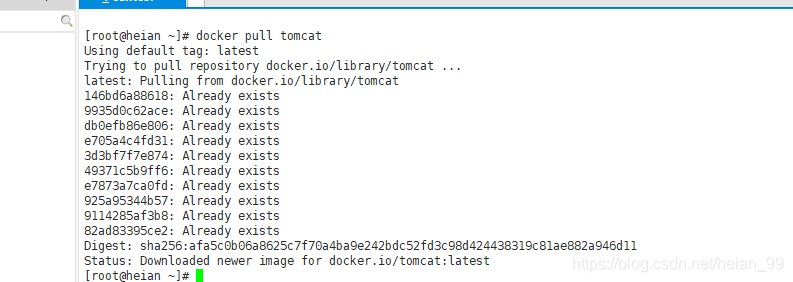 [root@heian ~]# docker pull tomcat
Using default tag: latest
Trying to pull repository docker.io/library/tomcat ...
latest: Pulling from docker.io/library/tomcat
146bd6a88618: Already exists
9935d0c62ace: Already exists
db0efb86e806: Already exists
e705a4c4fd31: Already exists
3d3bf7f7e874: Already exists
49371c5b9ff6: Already exists
e7873a7ca0fd: Already exists
925a95344b57: Already exists
9114285af3b8: Already exists
82ad83395ce2: Already exists
Digest: sha256:afa5c0b06a8625c7f70a4ba9e242bdc52fd3c98d424438319c81ae882a946d11
Status: Downloaded newer image for docker.io/tomcat:latest
[root@heian ~]#
https://blog.csdn.net/heian_99